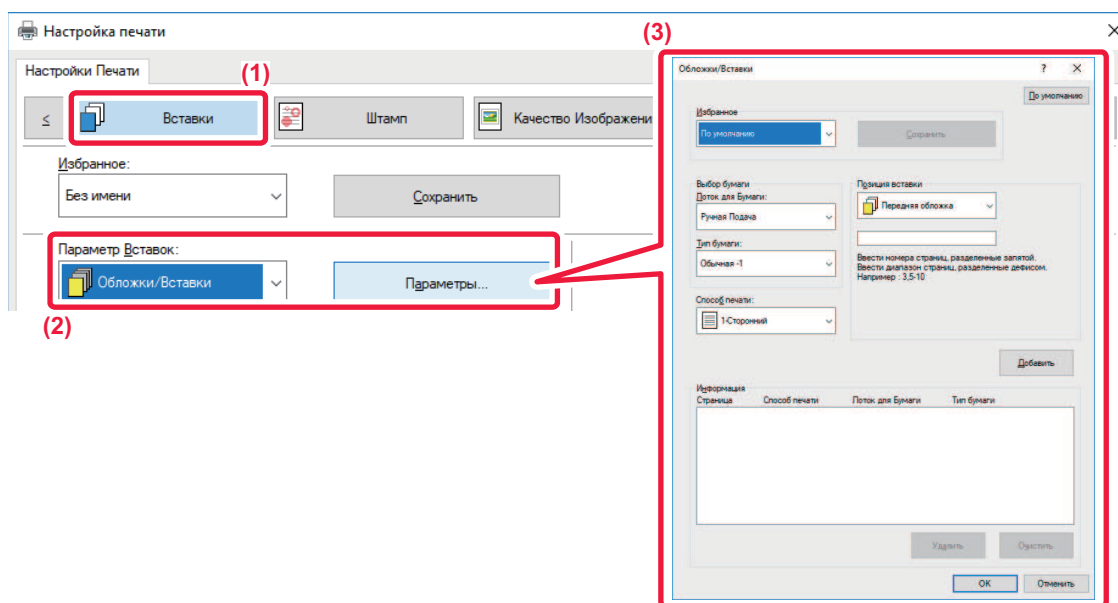 Настройка печати
Настройки Печати
(1)
<
Вставки
Штамп
Качество Изображени
Избранное:
Без имени
Сохранить
Параметр Вставок:
Обложки/Вставки
Параметры...
(2)
(3)
Обложки/Вставки
?
По умолчанию
Избранное
По умолчанию
Сохранить
Выбор бумаги
Поток для Бумаги:
Ручная Подача
Тип бумаги:
Обычная -1
Способ печати:
1-Сторонний
Позиция вставки
Передняя обложка
Ввести номера страниц, разделенные запятой.
Ввести диапазон страниц, разделенные дефисом.
Например : 3,5-10
Добавить
Информация
Страница Способ печати Поток для Бумаги Тип бумаги
Удалить
Очистить
OK
Отменить